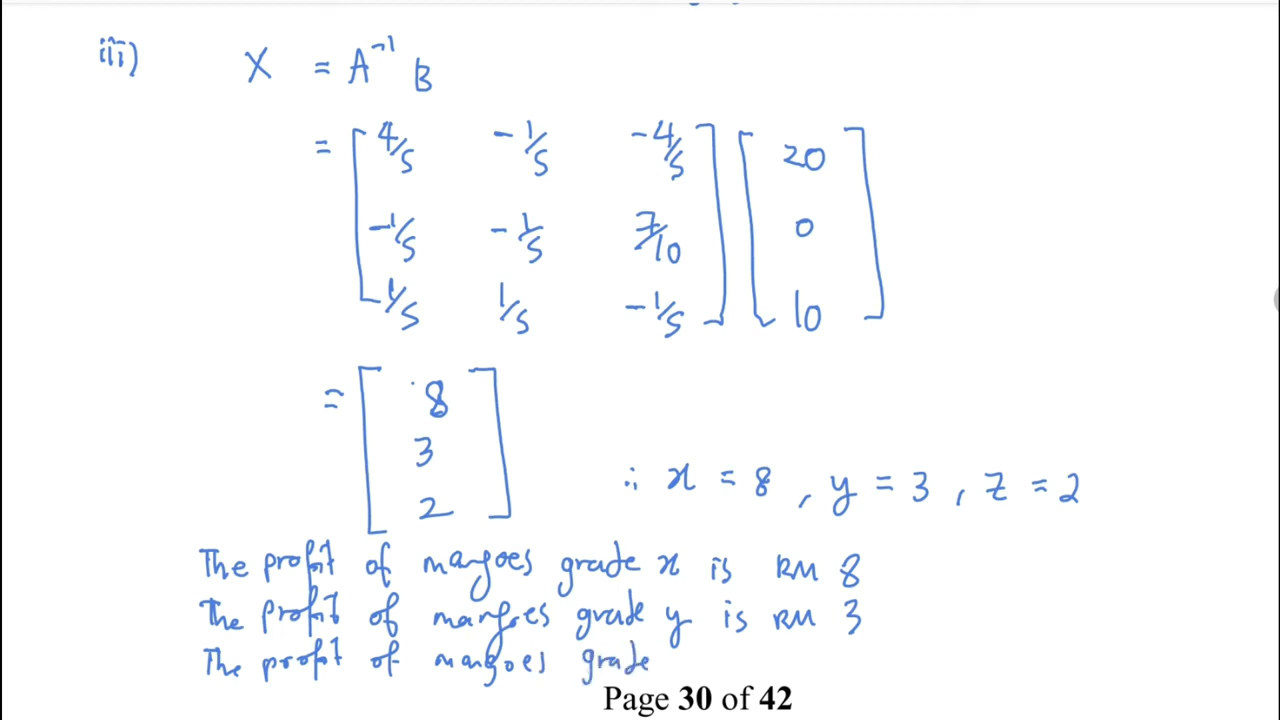 iii) X = A⁻¹ B
= [ 4/5 -1/5 -4/5 ] [ 20 ]
[ -1/5 -1/5 7/10 ] [ 0 ]
[ 1/5 1/5 -1/5 ] [ 10 ]
= [ 8 ]
[ 3 ]
[ 2 ]
∴ x = 8 , y = 3 , z = 2
The profit of mangoes grade x is RM 8
The profit of mangoes grade y is RM 3
The profit of mangoes grade
Page 30 of 42